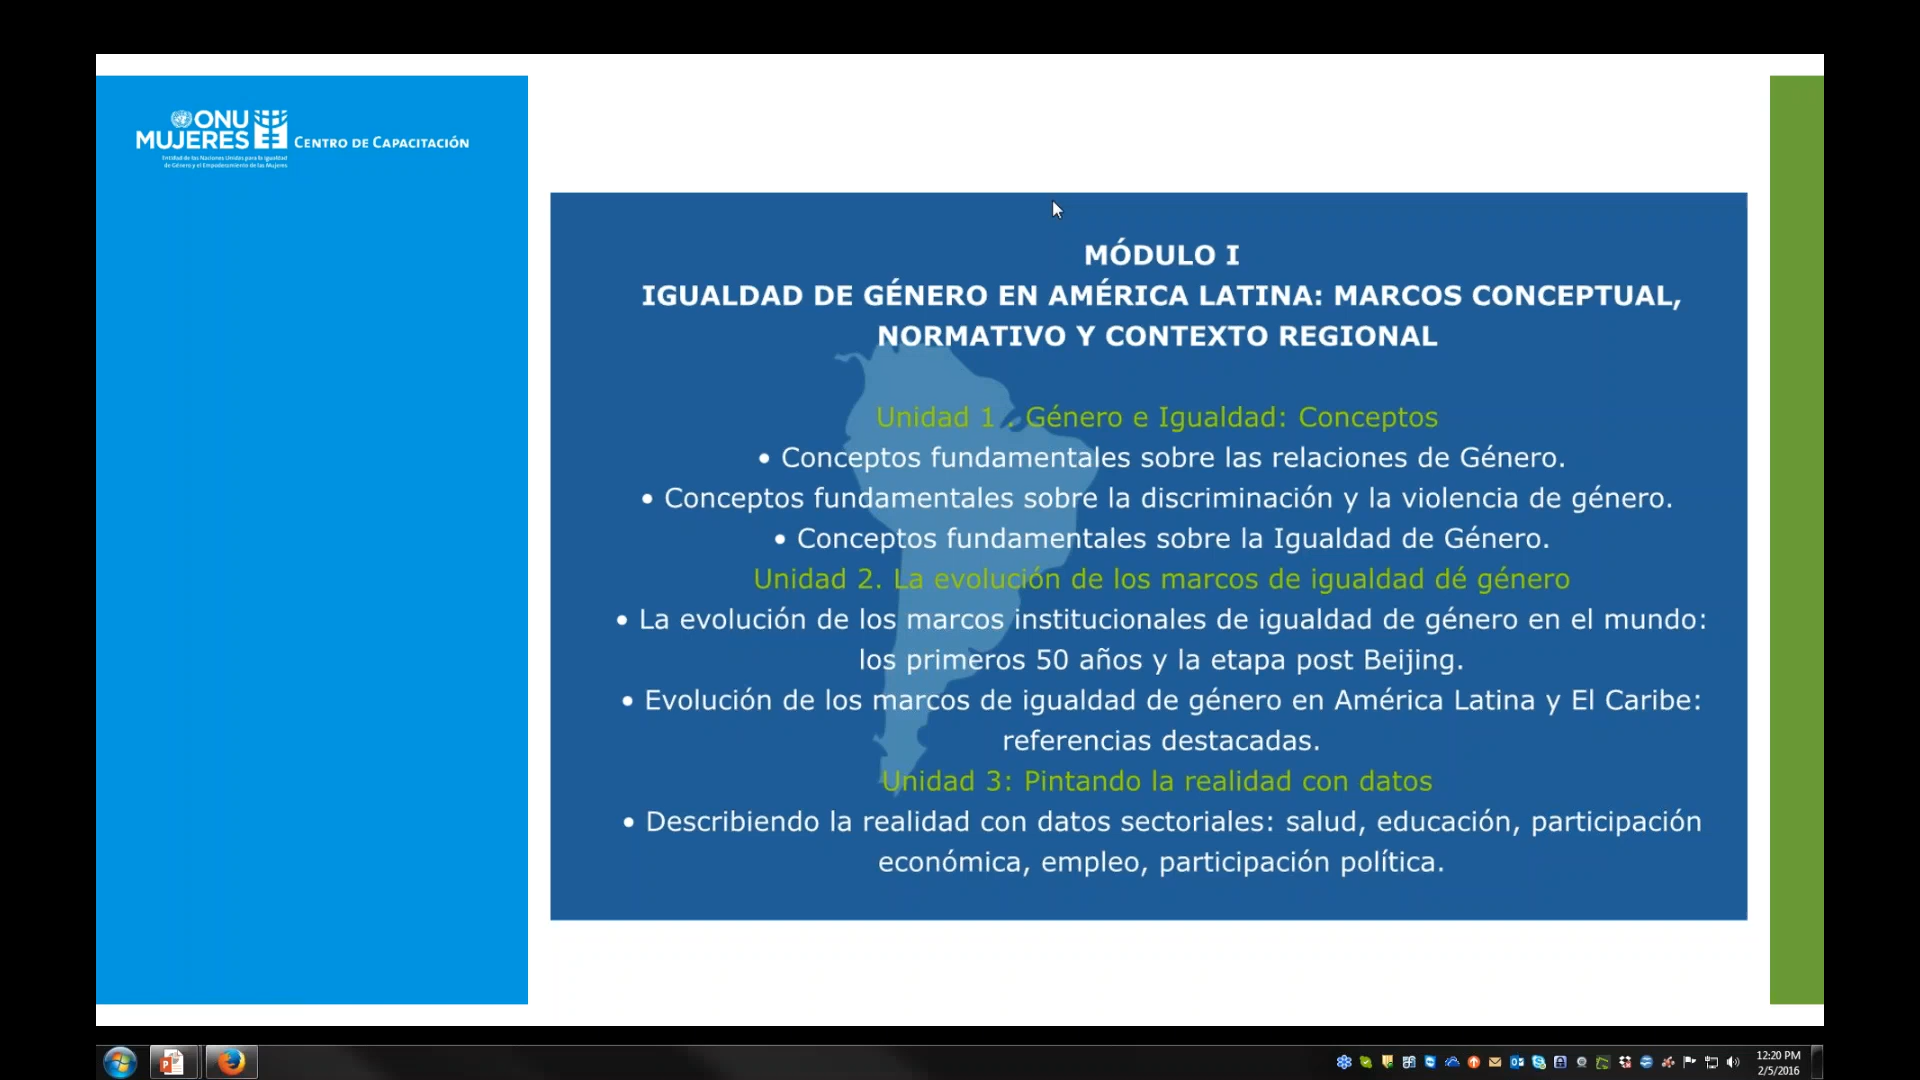 ONU
MUJERES
CENTRO DE CAPACITACIÓN
Entidad de las Naciones Unidas para la Igualdad
de Género y el Empoderamiento de las Mujeres
MÓDULO I
IGUALDAD DE GÉNERO EN AMÉRICA LATINA: MARCOS CONCEPTUAL,
NORMATIVO Y CONTEXTO REGIONAL
Unidad 1 . Género e Igualdad: Conceptos
• Conceptos fundamentales sobre las relaciones de Género.
• Conceptos fundamentales sobre la discriminación y la violencia de género.
• Conceptos fundamentales sobre la Igualdad de Género.
Unidad 2. La evolución de los marcos de igualdad dé género
• La evolución de los marcos institucionales de igualdad de género en el mundo:
los primeros 50 años y la etapa post Beijing.
• Evolución de los marcos de igualdad de género en América Latina y El Caribe:
referencias destacadas.
Unidad 3: Pintando la realidad con datos
• Describiendo la realidad con datos sectoriales: salud, educación, participación
económica, empleo, participación política.
12:20 PM
2/5/2016